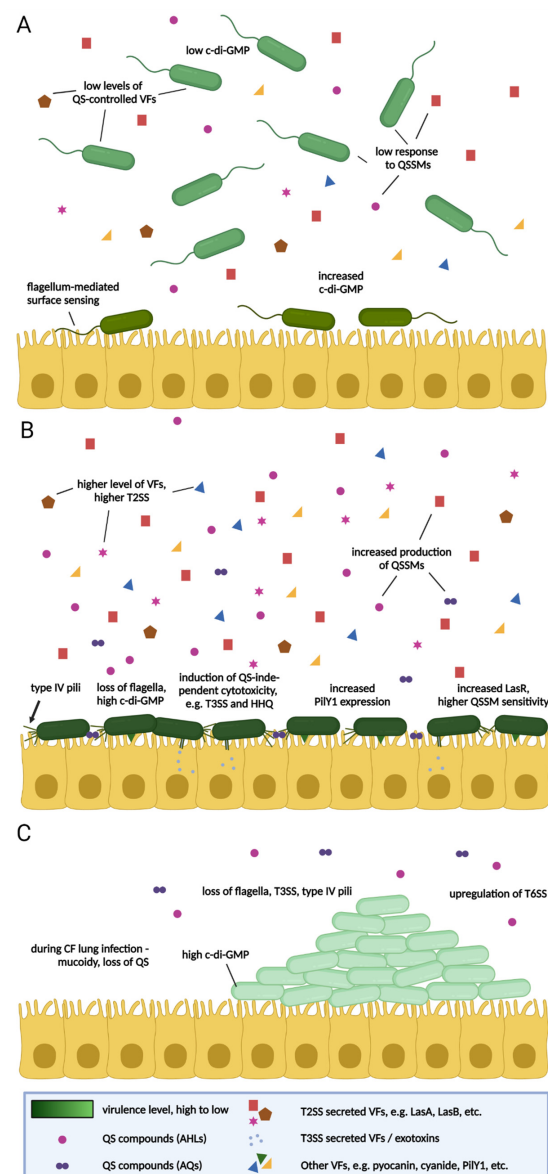 A
low c-di-GMP
low levels of
QS-controlled VFs
low response
to QSSMs
flagellum-mediated
surface sensing
increased
c-di-GMP
B
higher level of VFs,
higher T2SS
increased production
of QSSMs
type IV pili
loss of flagella,
high c-di-GMP
induction of QS-inde-
pendent cytotoxicity,
e.g. T3SS and HHQ
increased
PilY1 expression
increased LasR,
higher QSSM sensitivity
C
loss of flagella, T3SS, type IV pili
upregulation of T6SS
during CF lung infection -
mucoidy, loss of QS
high c-di-GMP
virulence level, high to low
QS compounds (AHLs)
QS compounds (AQs)
T2SS secreted VFs, e.g. LasA, LasB, etc.
T3SS secreted VFs / exotoxins
Other VFs, e.g. pyocanin, cyanide, PilY1, etc.